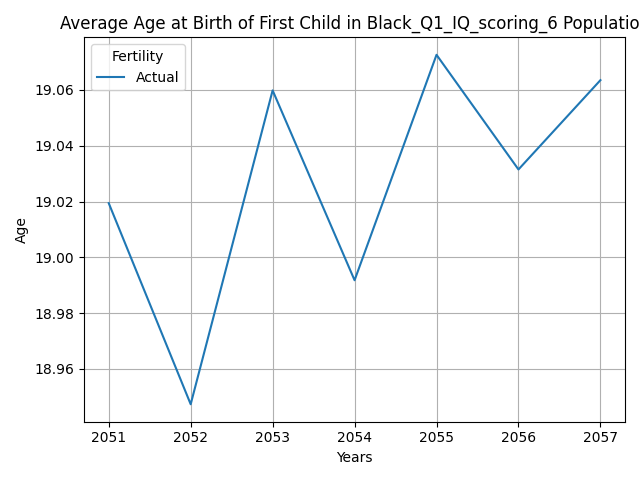 Average Age at Birth of First Child in Black_Q1_IQ_scoring_6 Populatio
Fertility
Actual
19.06
19.04
19.02
19.00
18.98
18.96
Age
2051 2052 2053 2054 2055 2056 2057
Years